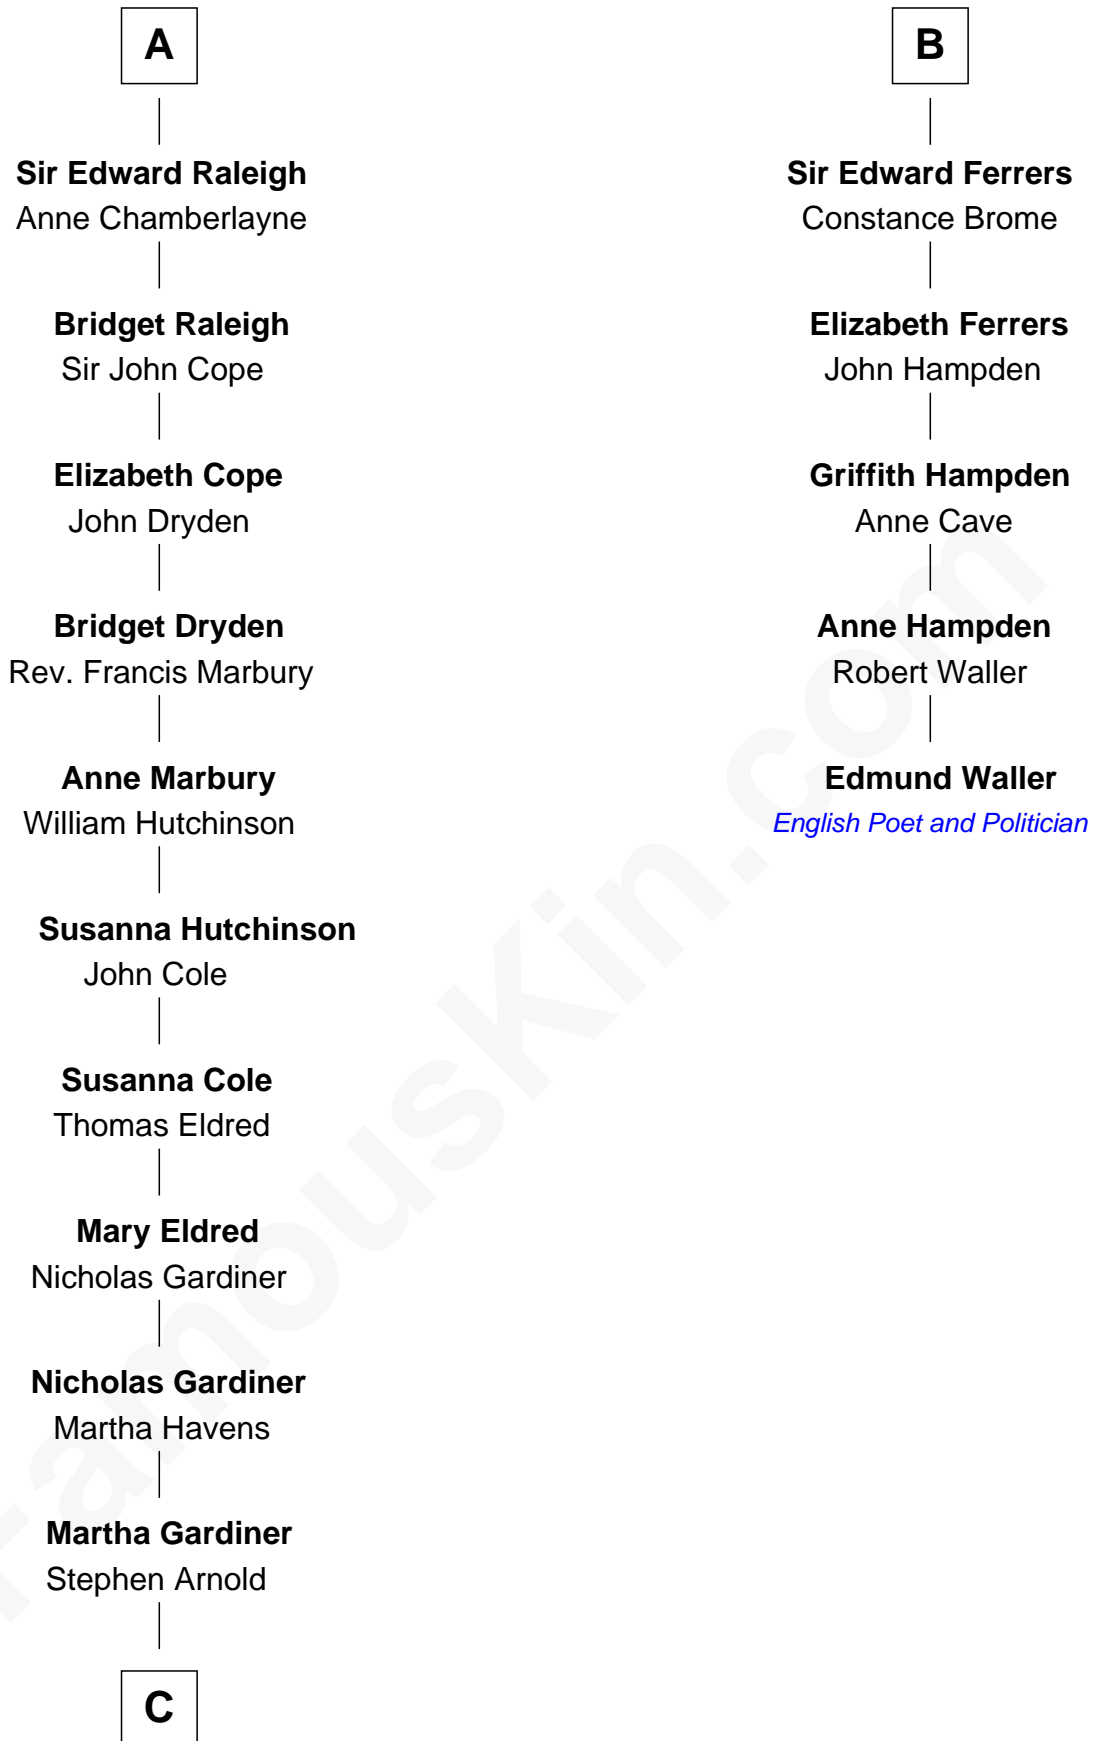 A
Sir Edward Raleigh
Anne Chamberlayne
Bridget Raleigh
Sir John Cope
Elizabeth Cope
John Dryden
Bridget Dryden
Rev. Francis Marbury
Anne Marbury
William Hutchinson
Susanna Hutchinson
John Cole
Susanna Cole
Thomas Eldred
Mary Eldred
Nicholas Gardiner
Nicholas Gardiner
Martha Havens
Martha Gardiner
Stephen Arnold
C
B
Sir Edward Ferrers
Constance Brome
Elizabeth Ferrers
John Hampden
Griffith Hampden
Anne Cave
Anne Hampden
Robert Waller
Edmund Waller
English Poet and Politician
FamousKin.com